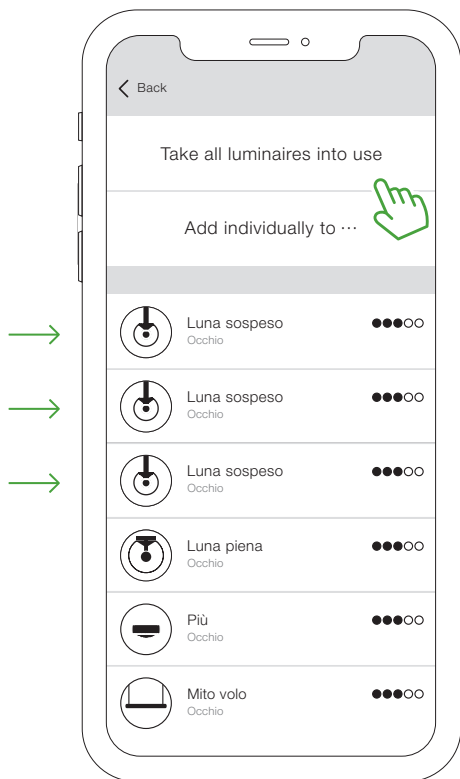 Back
Take all luminaires into use
Add individually to ···
Luna sospeso
Occhio
Luna sospeso
Occhio
Luna sospeso
Occhio
Luna piena
Occhio
Più
Occhio
Mito volo
Occhio